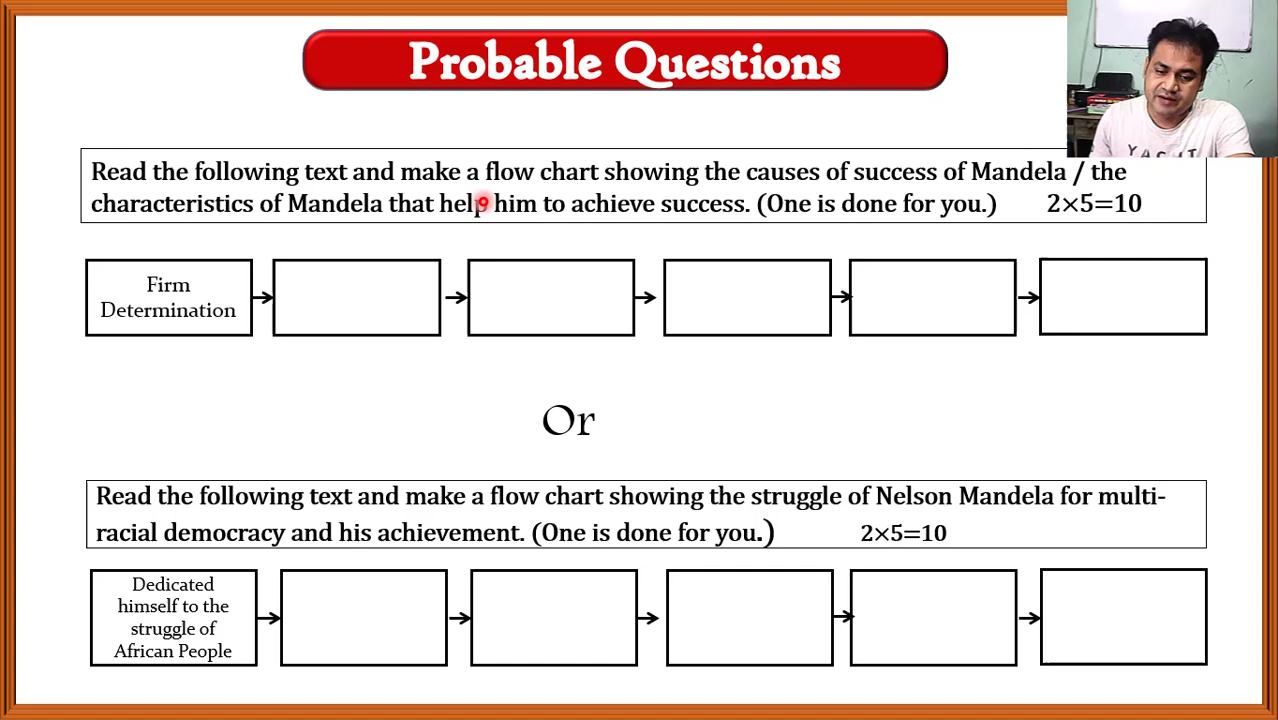 Probable Questions
Read the following text and make a flow chart showing the causes of success of Mandela / the
characteristics of Mandela that help him to achieve success. (One is done for you.) 2×5=10
Firm
Determination
Or
Read the following text and make a flow chart showing the struggle of Nelson Mandela for multi-
racial democracy and his achievement. (One is done for you.) 2×5=10
Dedicated
himself to the
struggle of
African People